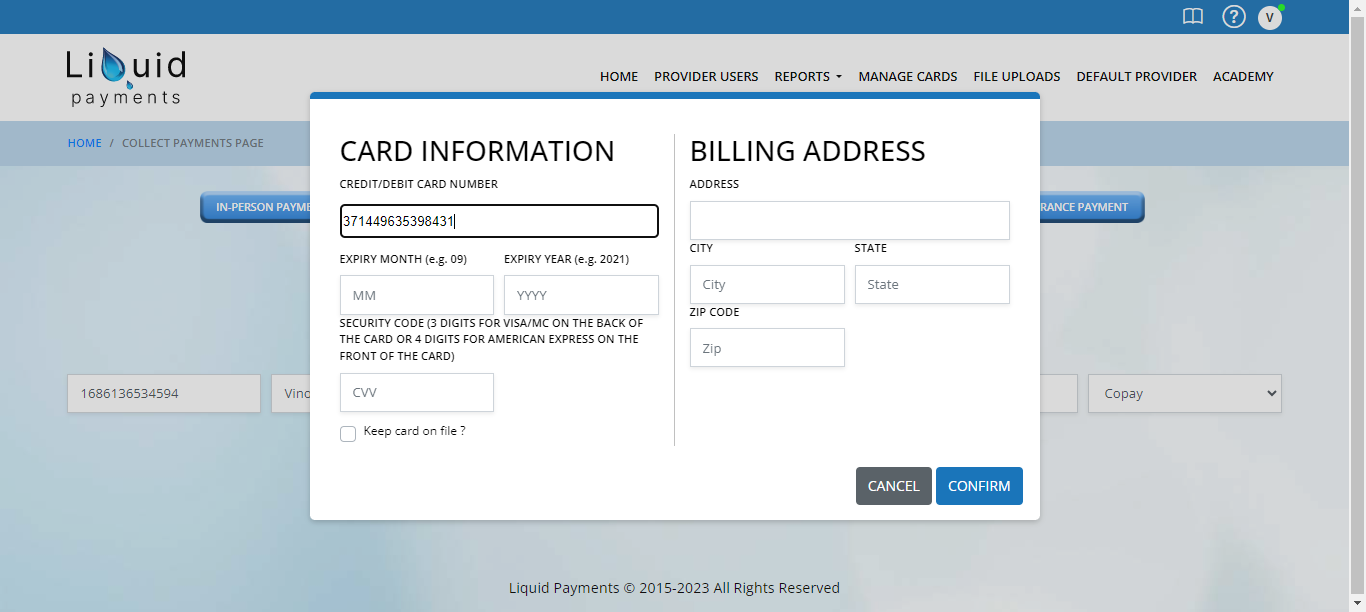 ?
V
Liquid
payments
HOME PROVIDER USERS REPORTS MANAGE CARDS FILE UPLOADS DEFAULT PROVIDER ACADEMY
HOME / COLLECT PAYMENTS PAGE
IN-PERSON PAYME
RANCE PAYMENT
CARD INFORMATION
CREDIT/DEBIT CARD NUMBER
371449635398431
EXPIRY MONTH (e.g. 09) EXPIRY YEAR (e.g. 2021)
MM YYYY
SECURITY CODE (3 DIGITS FOR VISA/MC ON THE BACK OF
THE CARD OR 4 DIGITS FOR AMERICAN EXPRESS ON THE
FRONT OF THE CARD)
CVV
Keep card on file ?
BILLING ADDRESS
ADDRESS
CITY STATE
City State
ZIP CODE
Zip
CANCEL CONFIRM
1686136534594 Vino Copay
Liquid Payments © 2015-2023 All Rights Reserved